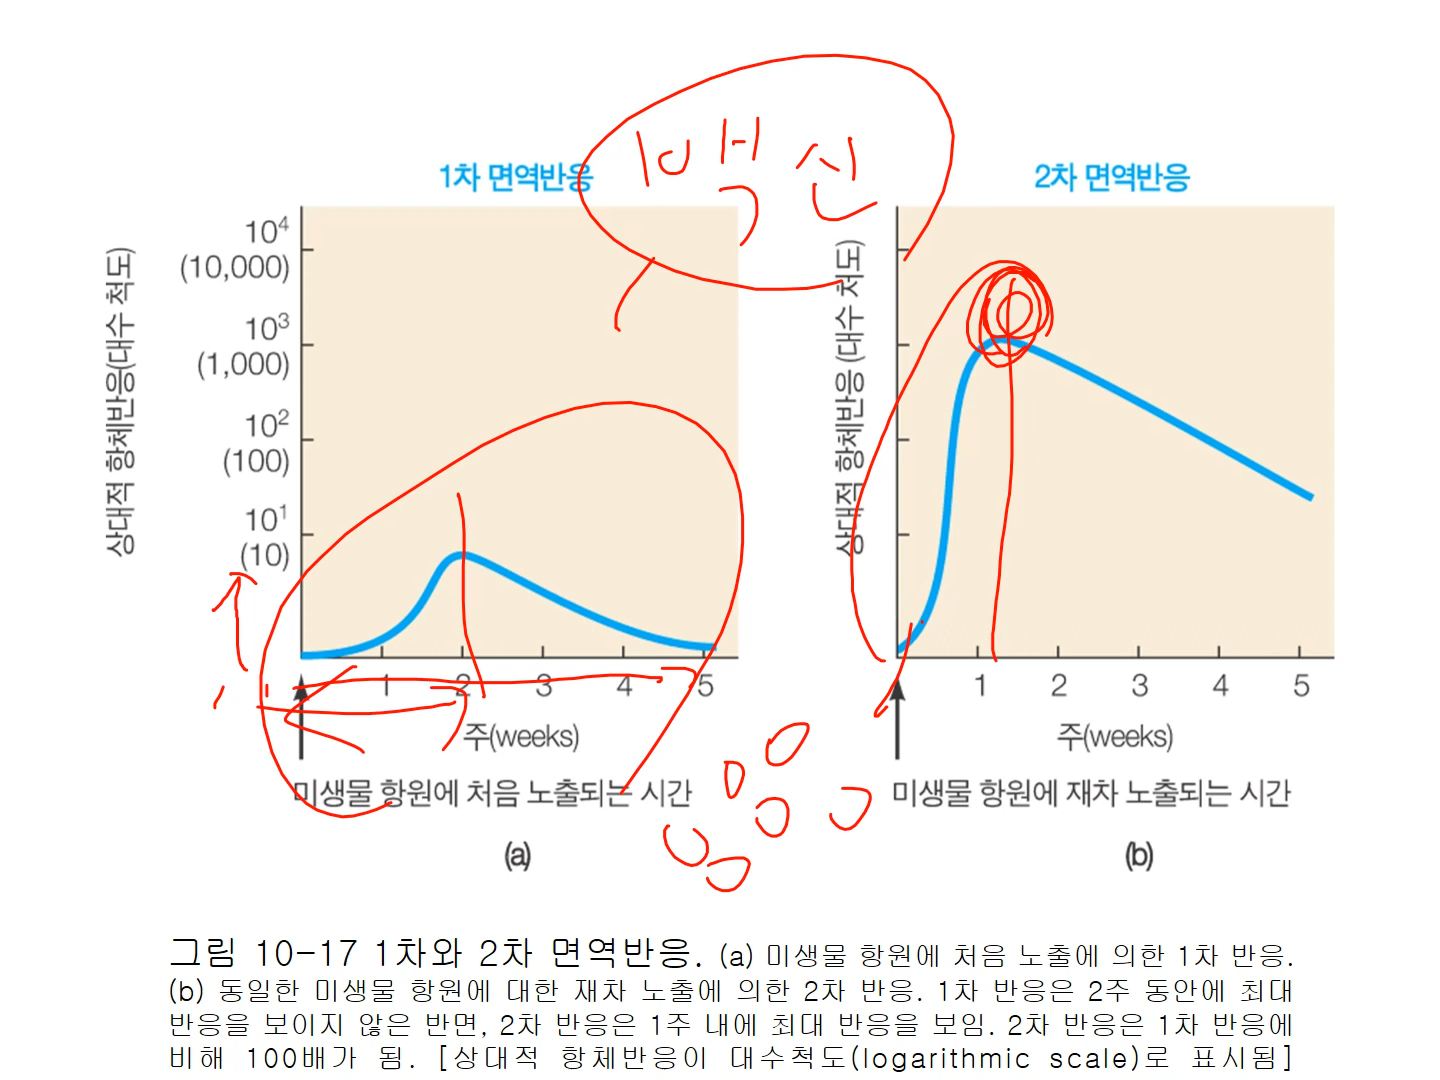 백신
1차 면역반응
2차 면역반응
상대적 항체반응(대수 척도)
10⁴
(10,000)
10³
(1,000)
10²
(100)
10¹
(10)
1 2 3 4 5
주(weeks)
미생물 항원에 처음 노출되는 시간
(a)
상대적 항체반응 (대수 척도)
1 2 3 4 5
주(weeks)
미생물 항원에 재차 노출되는 시간
(b)
그림 10-17 1차와 2차 면역반응. (a) 미생물 항원에 처음 노출에 의한 1차 반응.
(b) 동일한 미생물 항원에 대한 재차 노출에 의한 2차 반응. 1차 반응은 2주 동안에 최대
반응을 보이지 않은 반면, 2차 반응은 1주 내에 최대 반응을 보임. 2차 반응은 1차 반응에
비해 100배가 됨. [상대적 항체반응이 대수척도(logarithmic scale)로 표시됨]